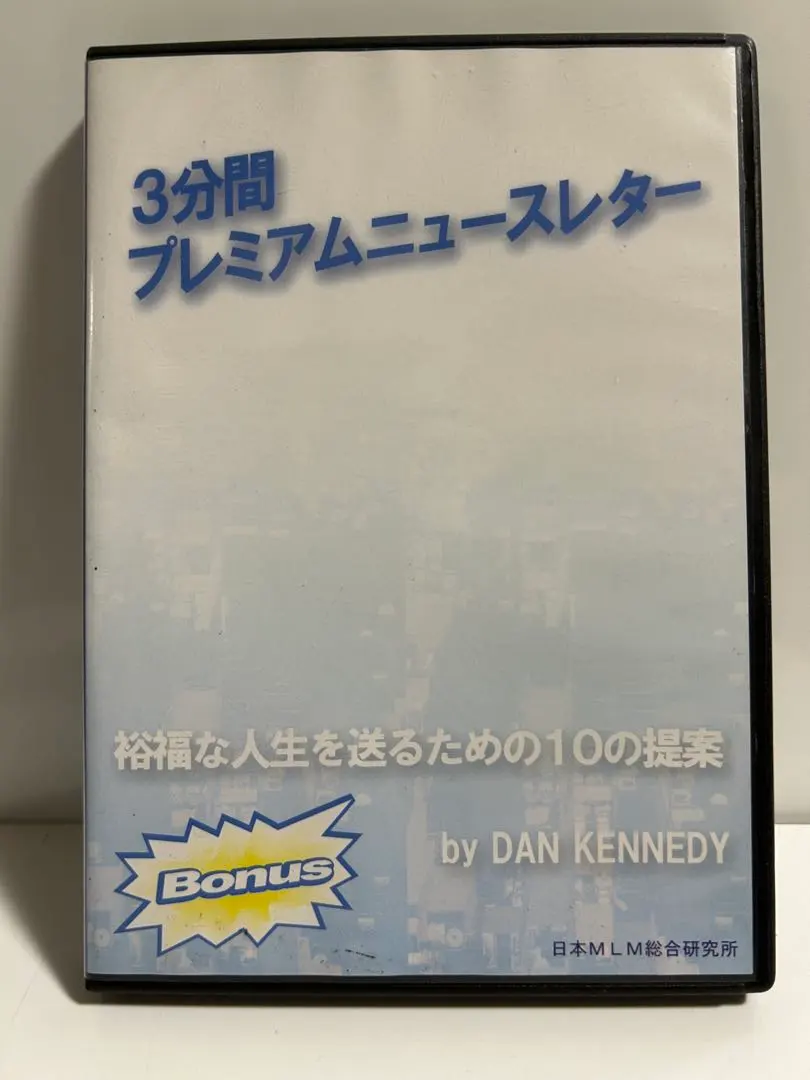 3分間
プレミアムニュースレター
裕福な人生を送るための10の提案
Bonus
by DAN KENNEDY
日本MLM総合研究所